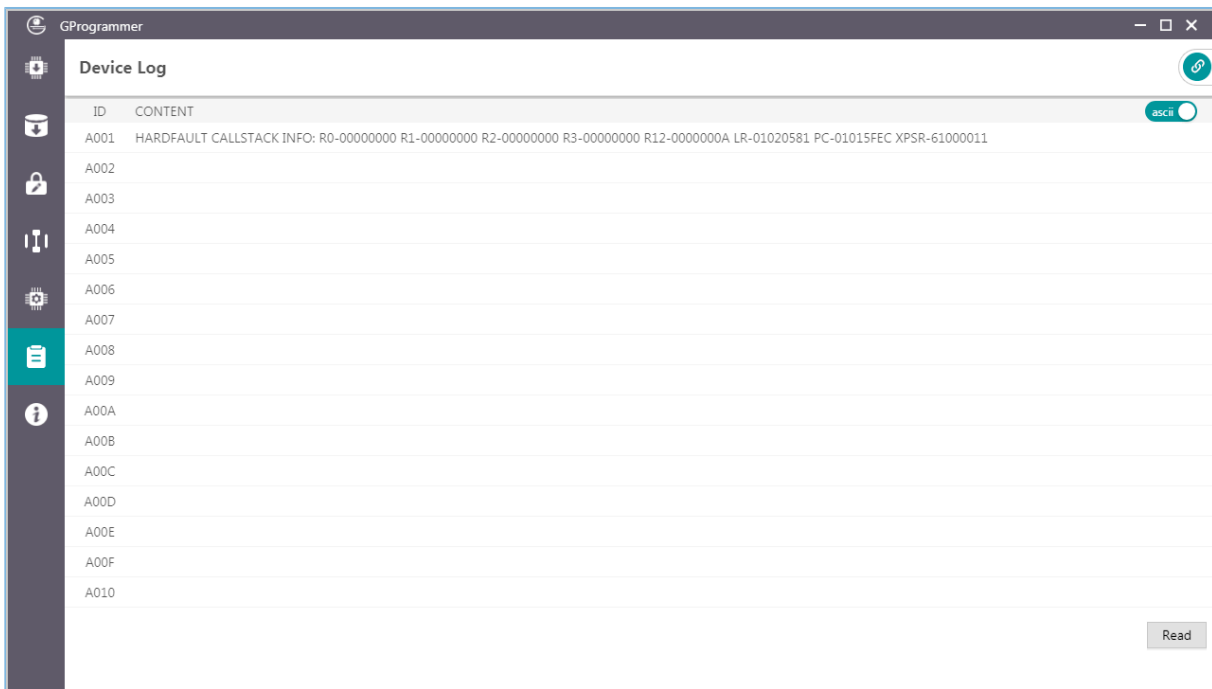 GProgrammer
Device Log
ID CONTENT ascii
A001 HARDFAULT CALLSTACK INFO: R0-00000000 R1-00000000 R2-00000000 R3-00000000 R12-0000000A LR-01020581 PC-01015FEC XPSR-61000011
A002
A003
A004
A005
A006
A007
A008
A009
A00A
A00B
A00C
A00D
A00E
A00F
A010
Read